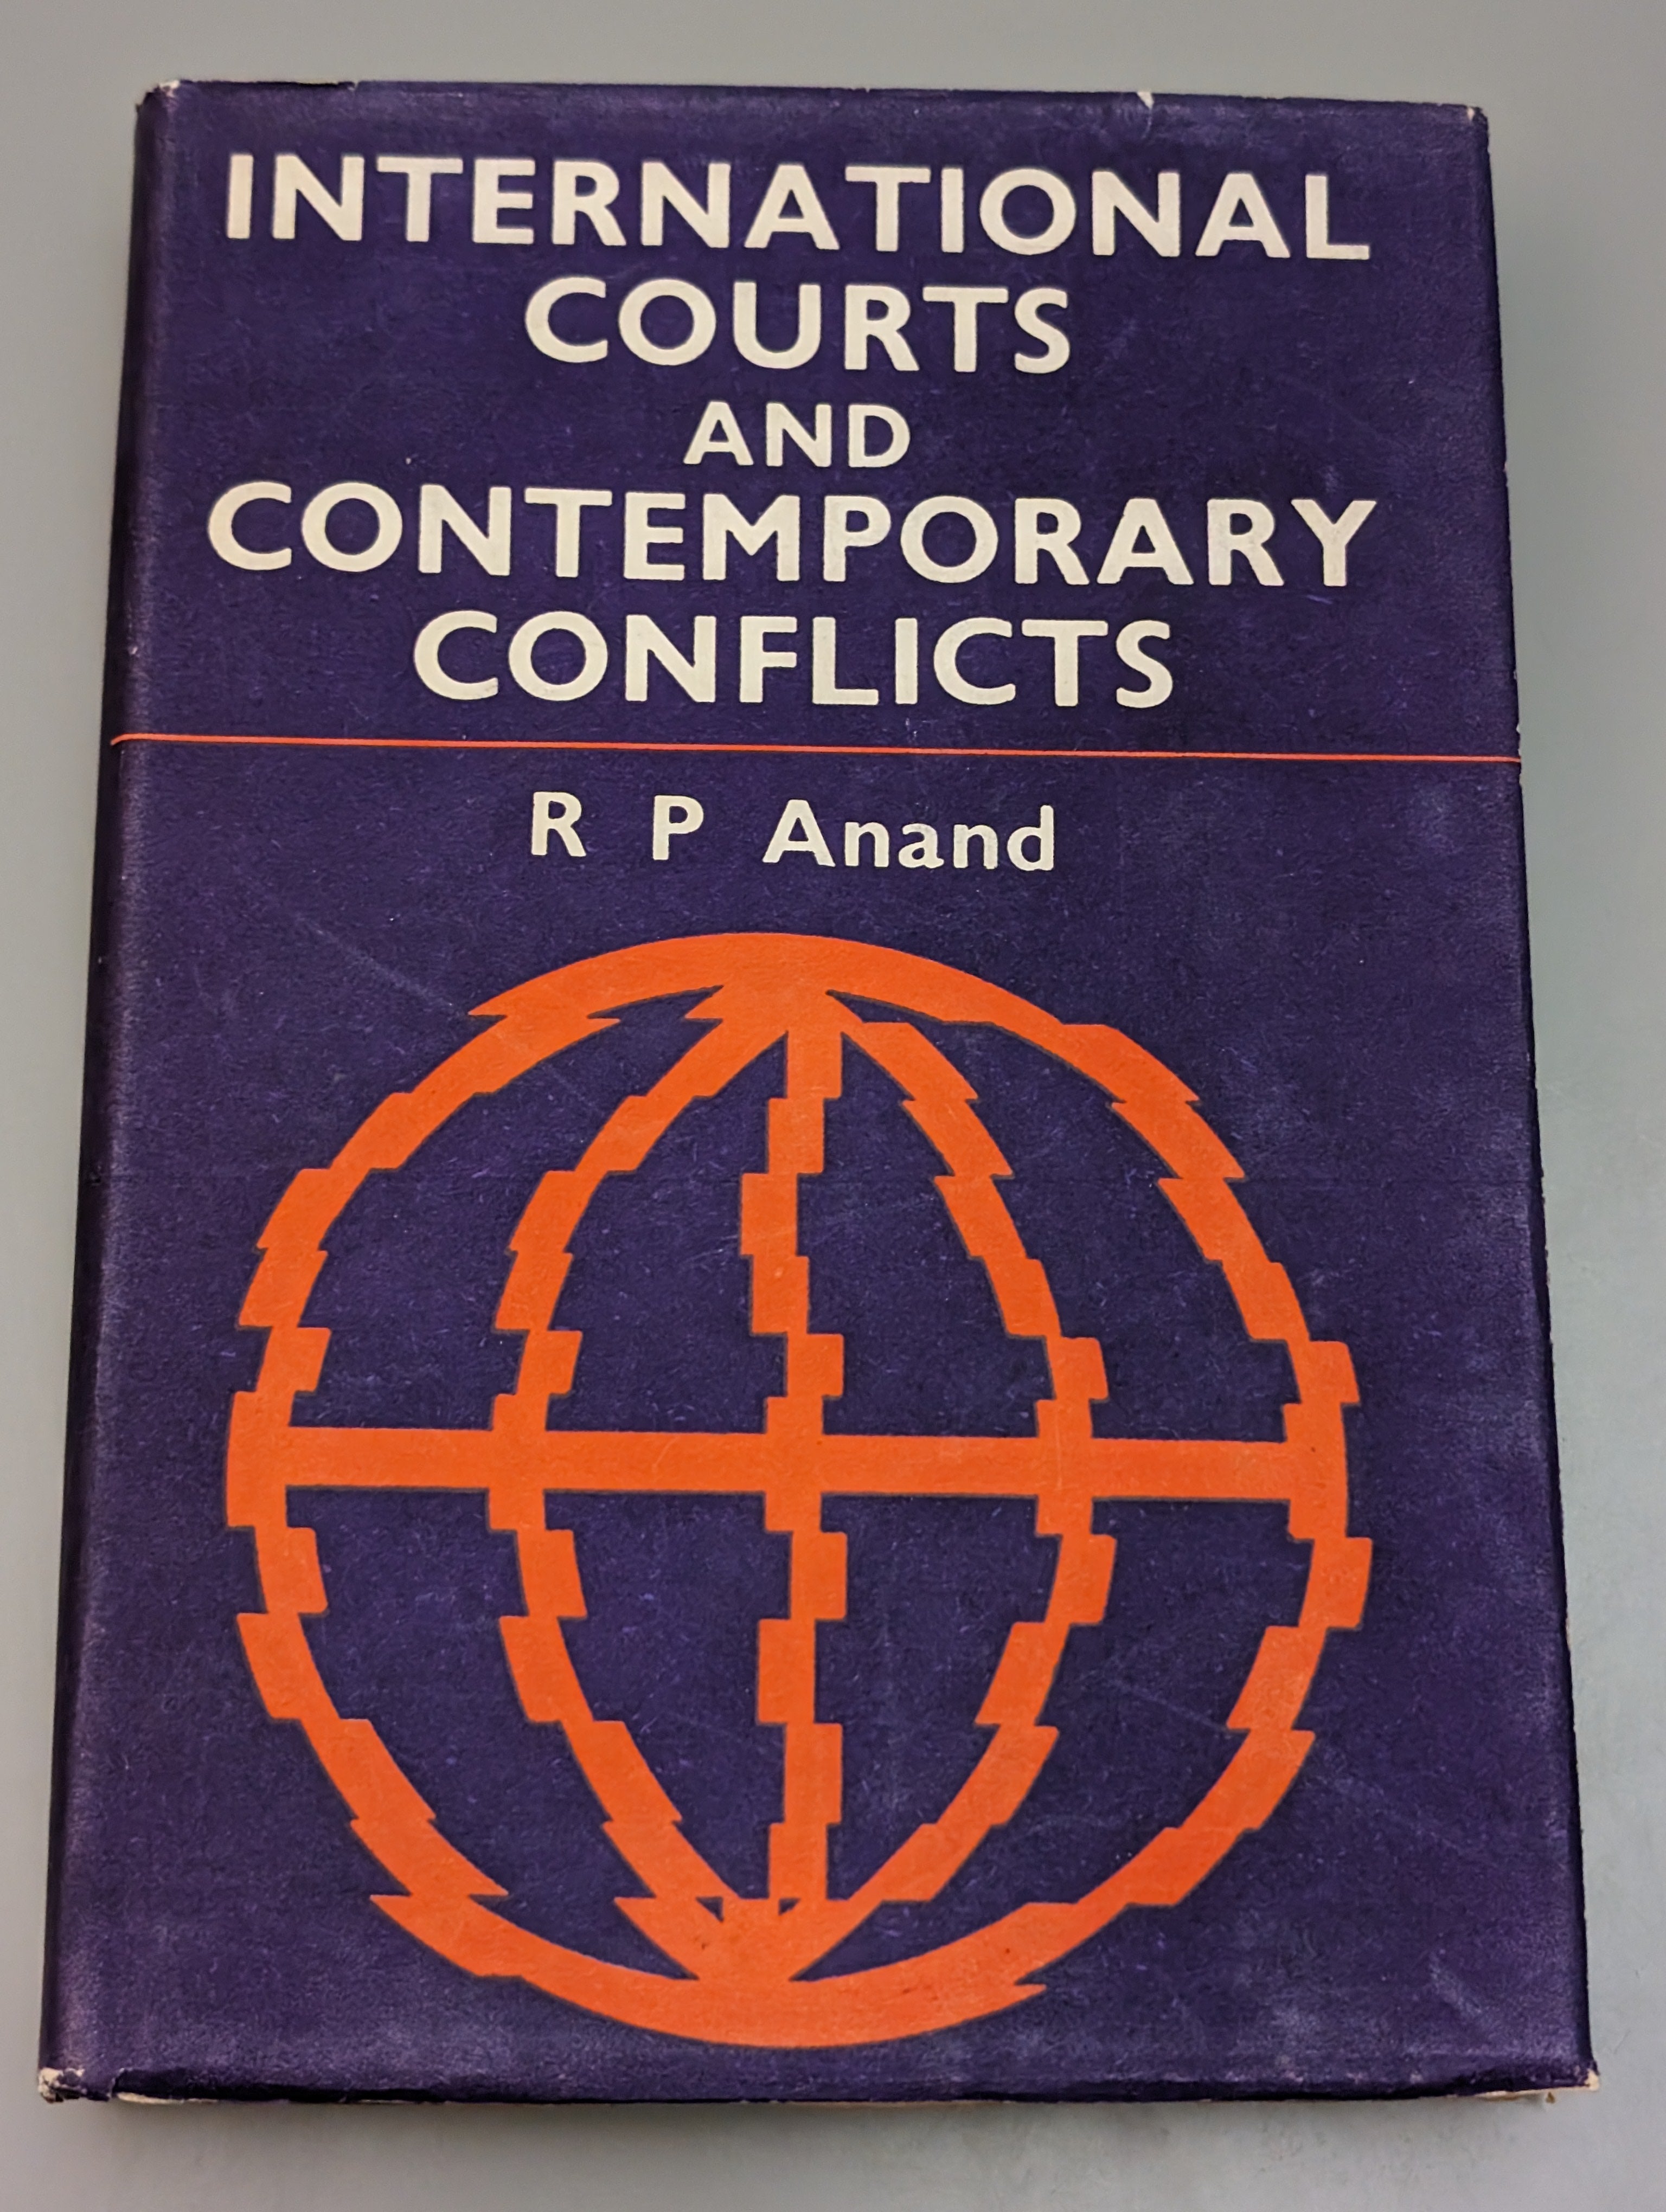 INTERNATIONAL
COURTS
AND
CONTEMPORARY
CONFLICTS
R P Anand